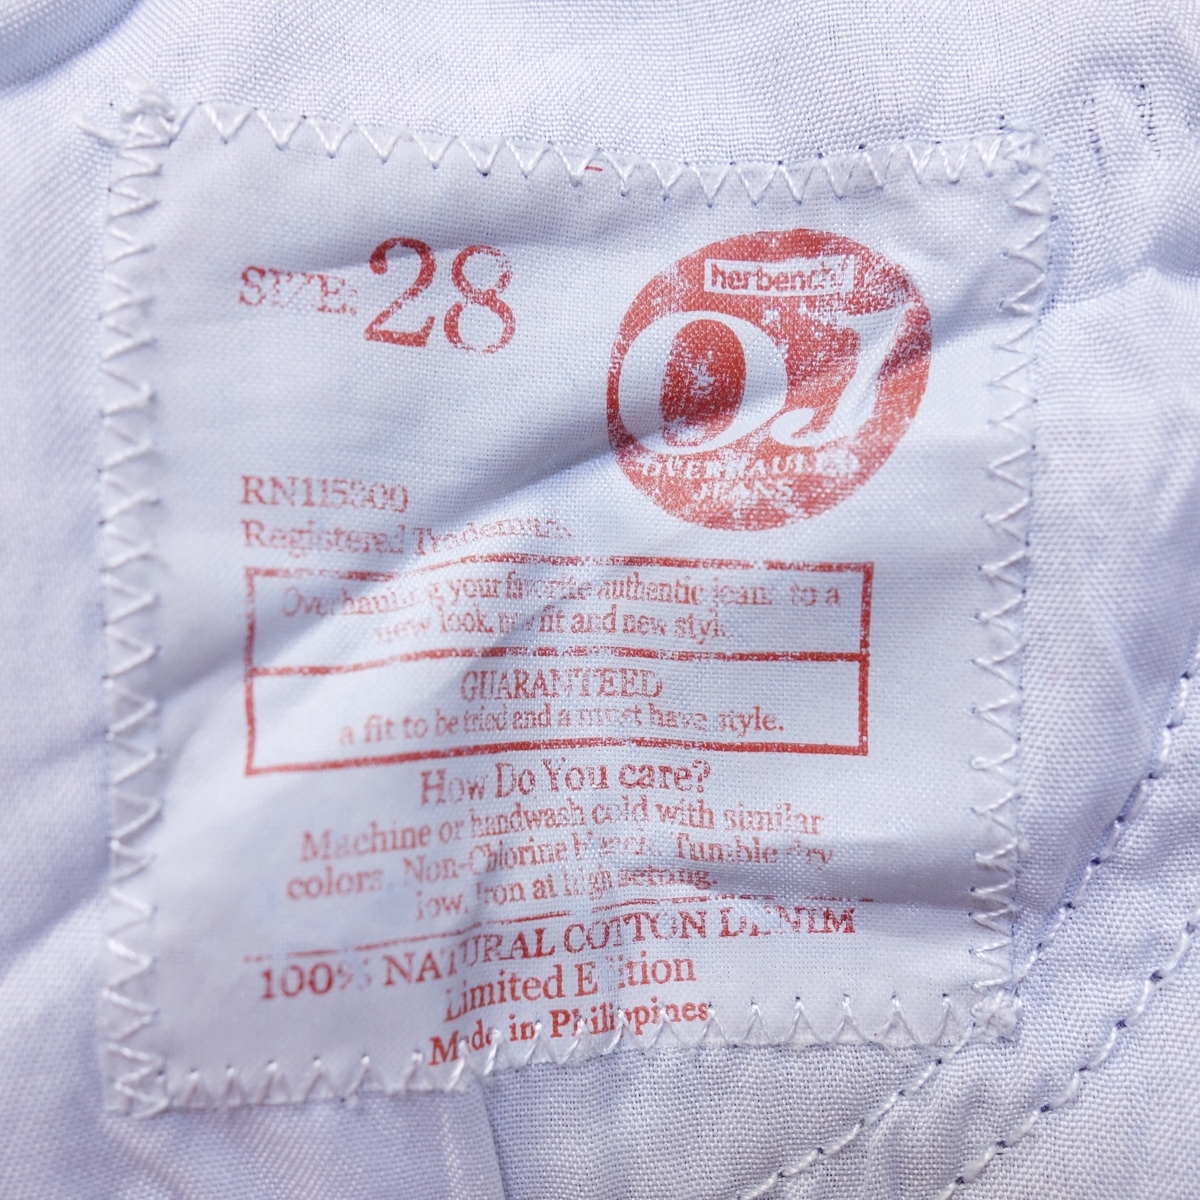 SIZE: 28
herbench/
OJ
OVERHAULED
JEANS
Registered Trademark
Overhauling your favorite authentic jeans to a
new look, new fit and new style.
GUARANTEED
a fit to be tried and a must have style.
How Do You care?
Machine or handwash cold with similar
colors. Non-Chlorine bleach. Tumble dry
low. Iron at high setting.
100% NATURAL COTTON DENIM
Limited Edition
Made in Philippines